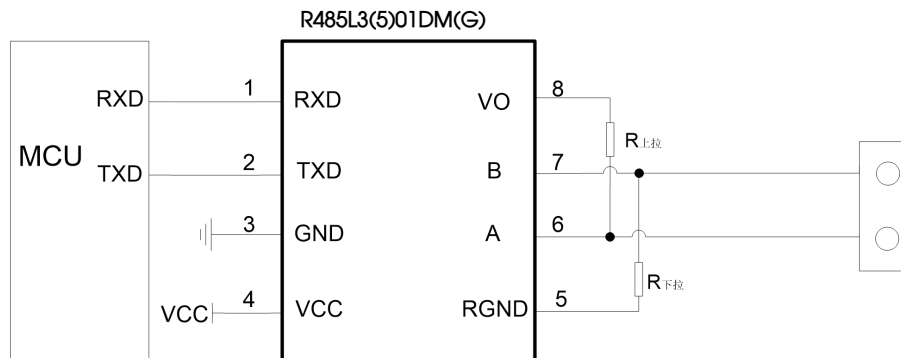 R485L3(5)01DM(G)
MCU
RXD
1
RXD
VO
8
R上拉
TXD
2
TXD
B
7
3
GND
A
6
VCC
4
VCC
RGND
5
R下拉